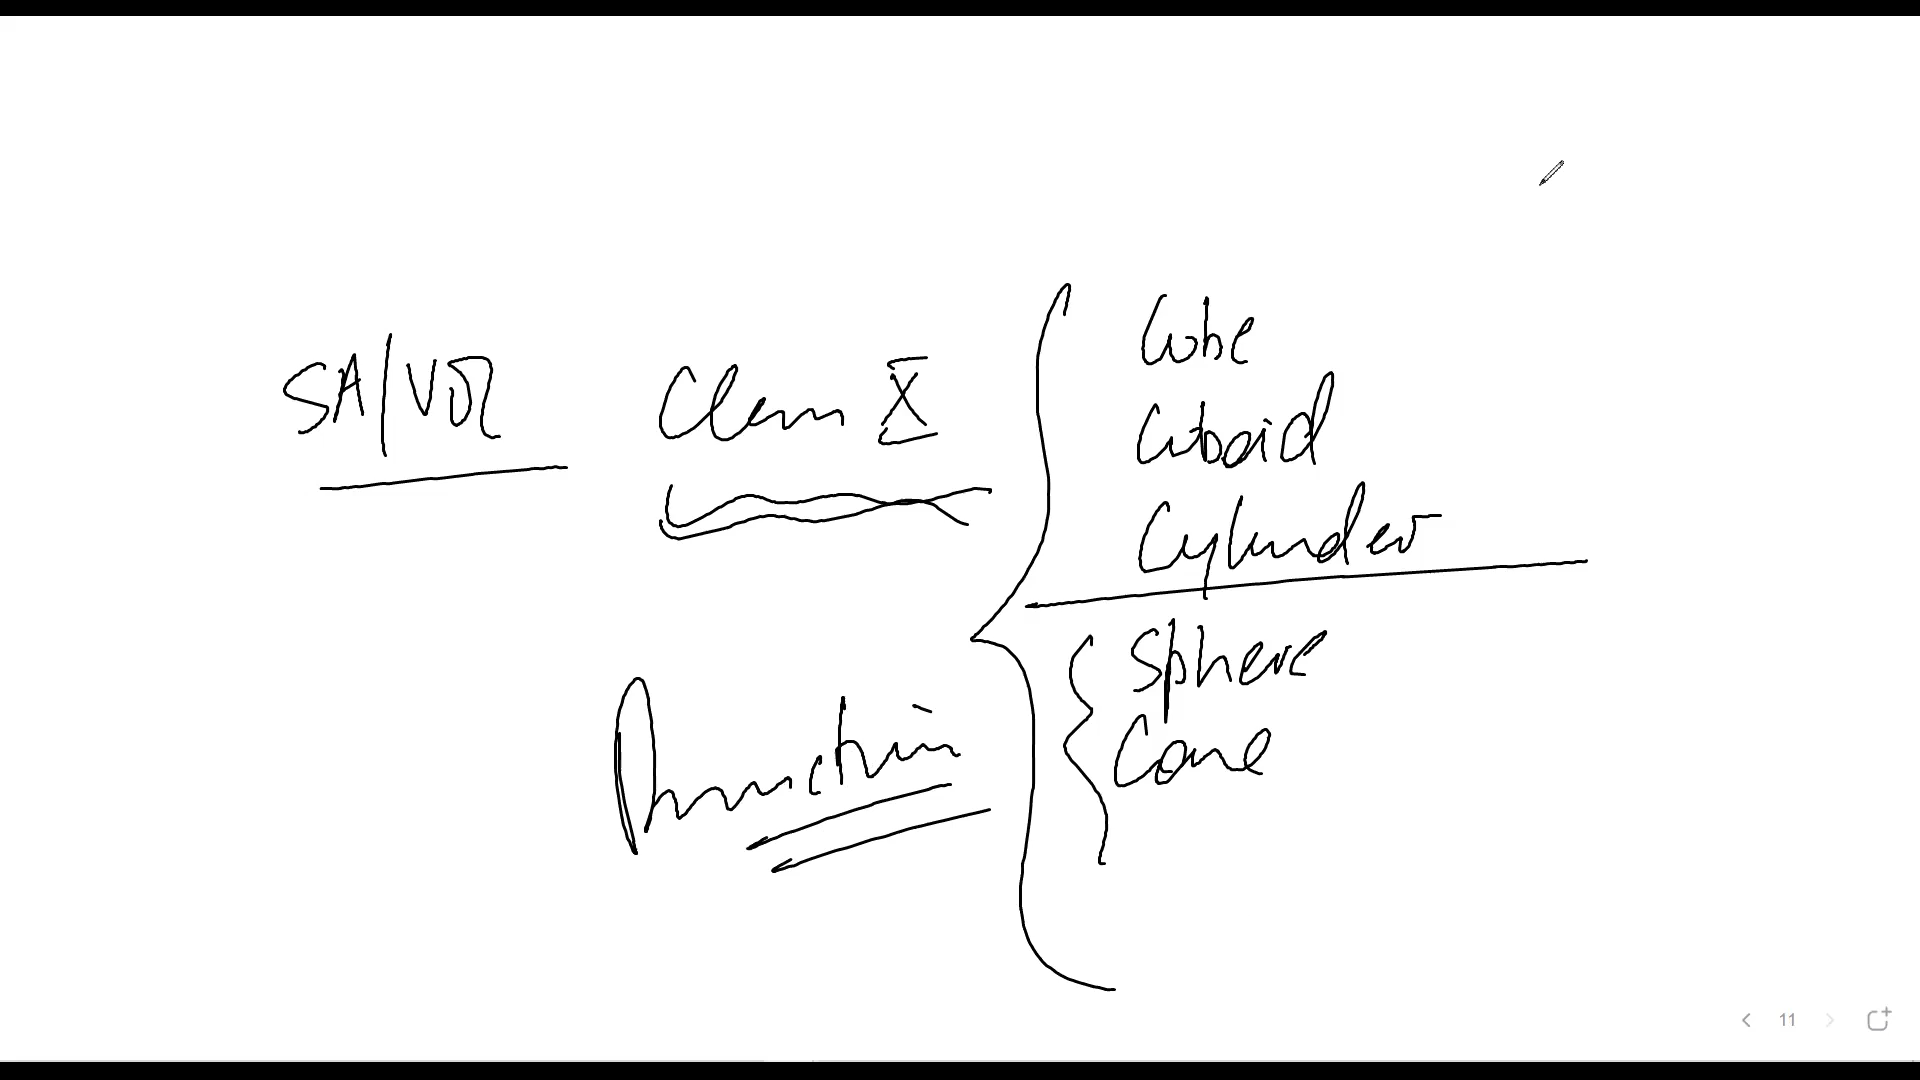 SA/VOL Class X
Cube
Cuboid
Cylinder
Sphere
Cone
11